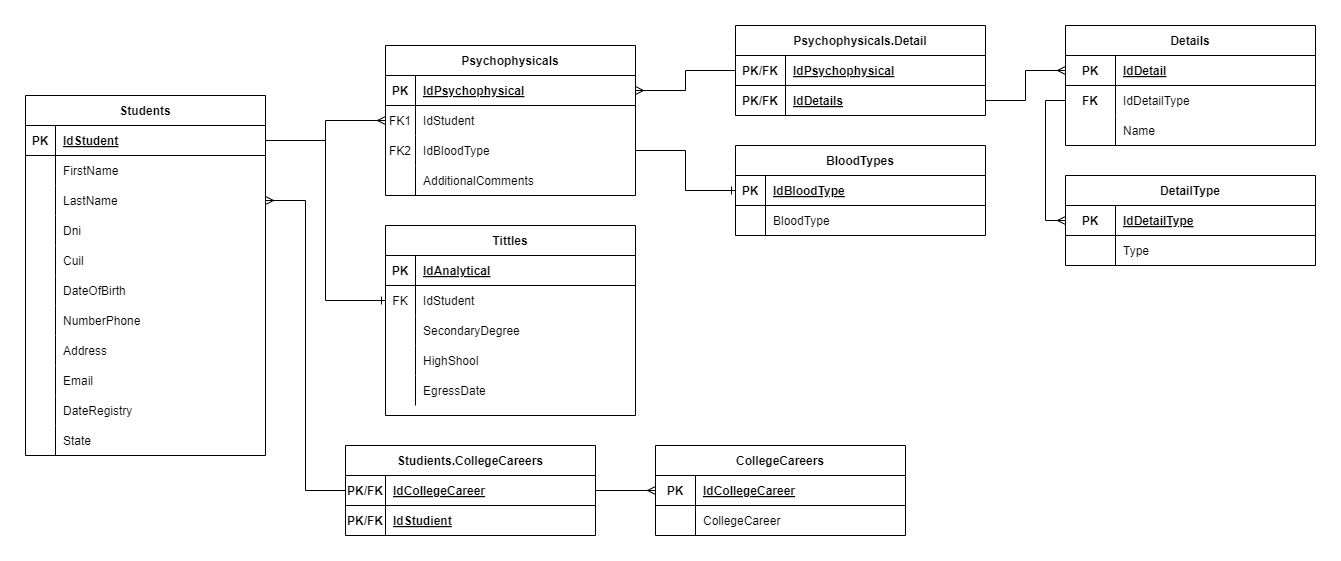 Students
PK IdStudent
FirstName
LastName
Dni
Cuil
DateOfBirth
NumberPhone
Address
Email
DateRegistry
State
Psychophysicals
PK IdPsychophysical
FK1 IdStudent
FK2 IdBloodType
AdditionalComments
Tittles
PK IdAnalytical
FK IdStudent
SecondaryDegree
HighShool
EgressDate
Studients.CollegeCareers
PK/FK IdCollegeCareer
PK/FK IdStudient
CollegeCareers
PK IdCollegeCareer
CollegeCareer
Psychophysicals.Detail
PK/FK IdPsychophysical
PK/FK IdDetails
BloodTypes
PK IdBloodType
BloodType
Details
PK IdDetail
FK IdDetailType
Name
DetailType
PK IdDetailType
Type